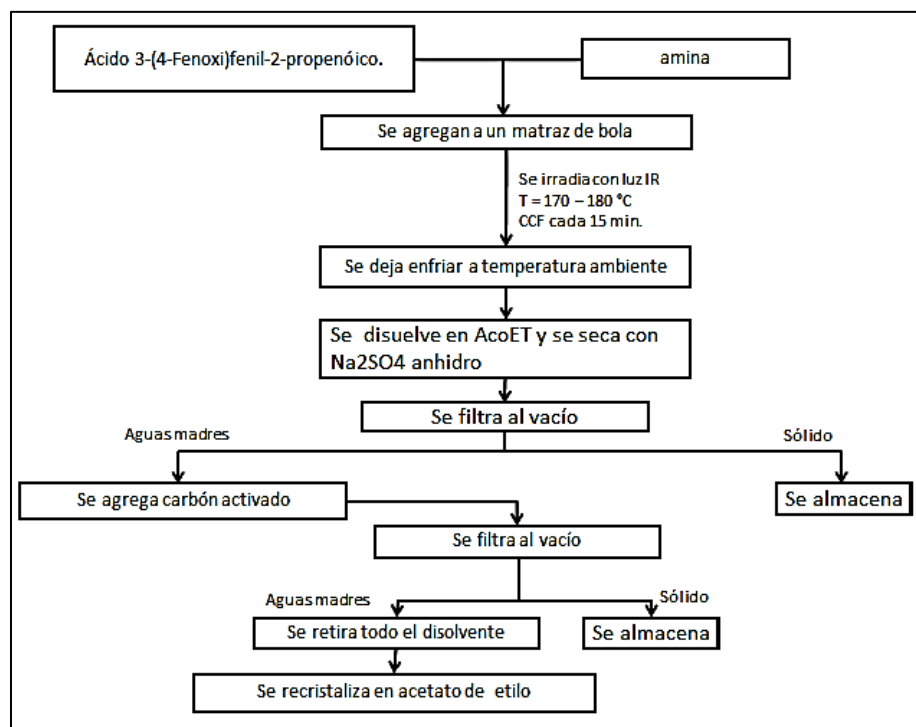 Ácido 3-(4-Fenoxi)fenil-2-propenóico.
amina
Se agregan a un matraz de bola
Se irradia con luz IR
T = 170 – 180 °C
CCF cada 15 min.
Se deja enfriar a temperatura ambiente
Se disuelve en AcoET y se seca con
Na2SO4 anhidro
Se filtra al vacío
Aguas madres
Sólido
Se agrega carbón activado
Se almacena
Se filtra al vacío
Aguas madres
Sólido
Se retira todo el disolvente
Se almacena
Se recristaliza en acetato de etilo